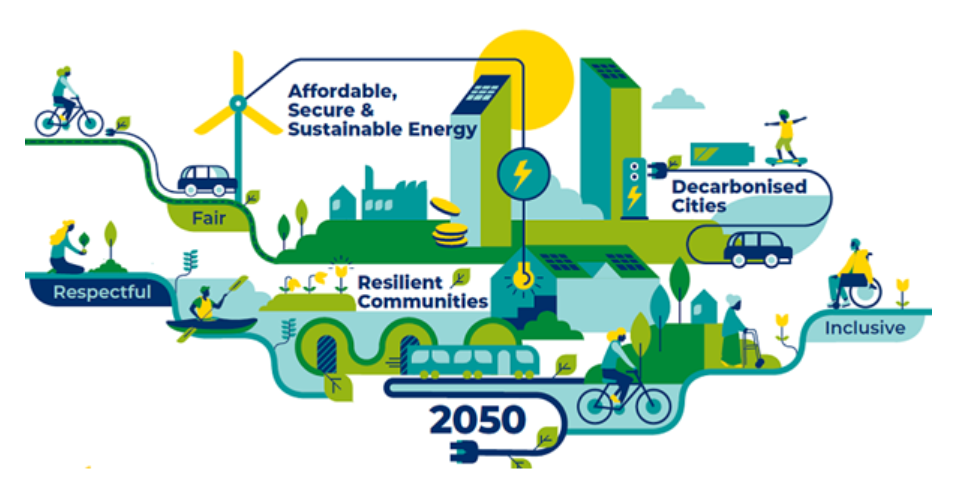 Affordable,
Secure &
Sustainable Energy
Decarbonised
Cities
Fair
Respectful
Resilient
Communities
Inclusive
2050